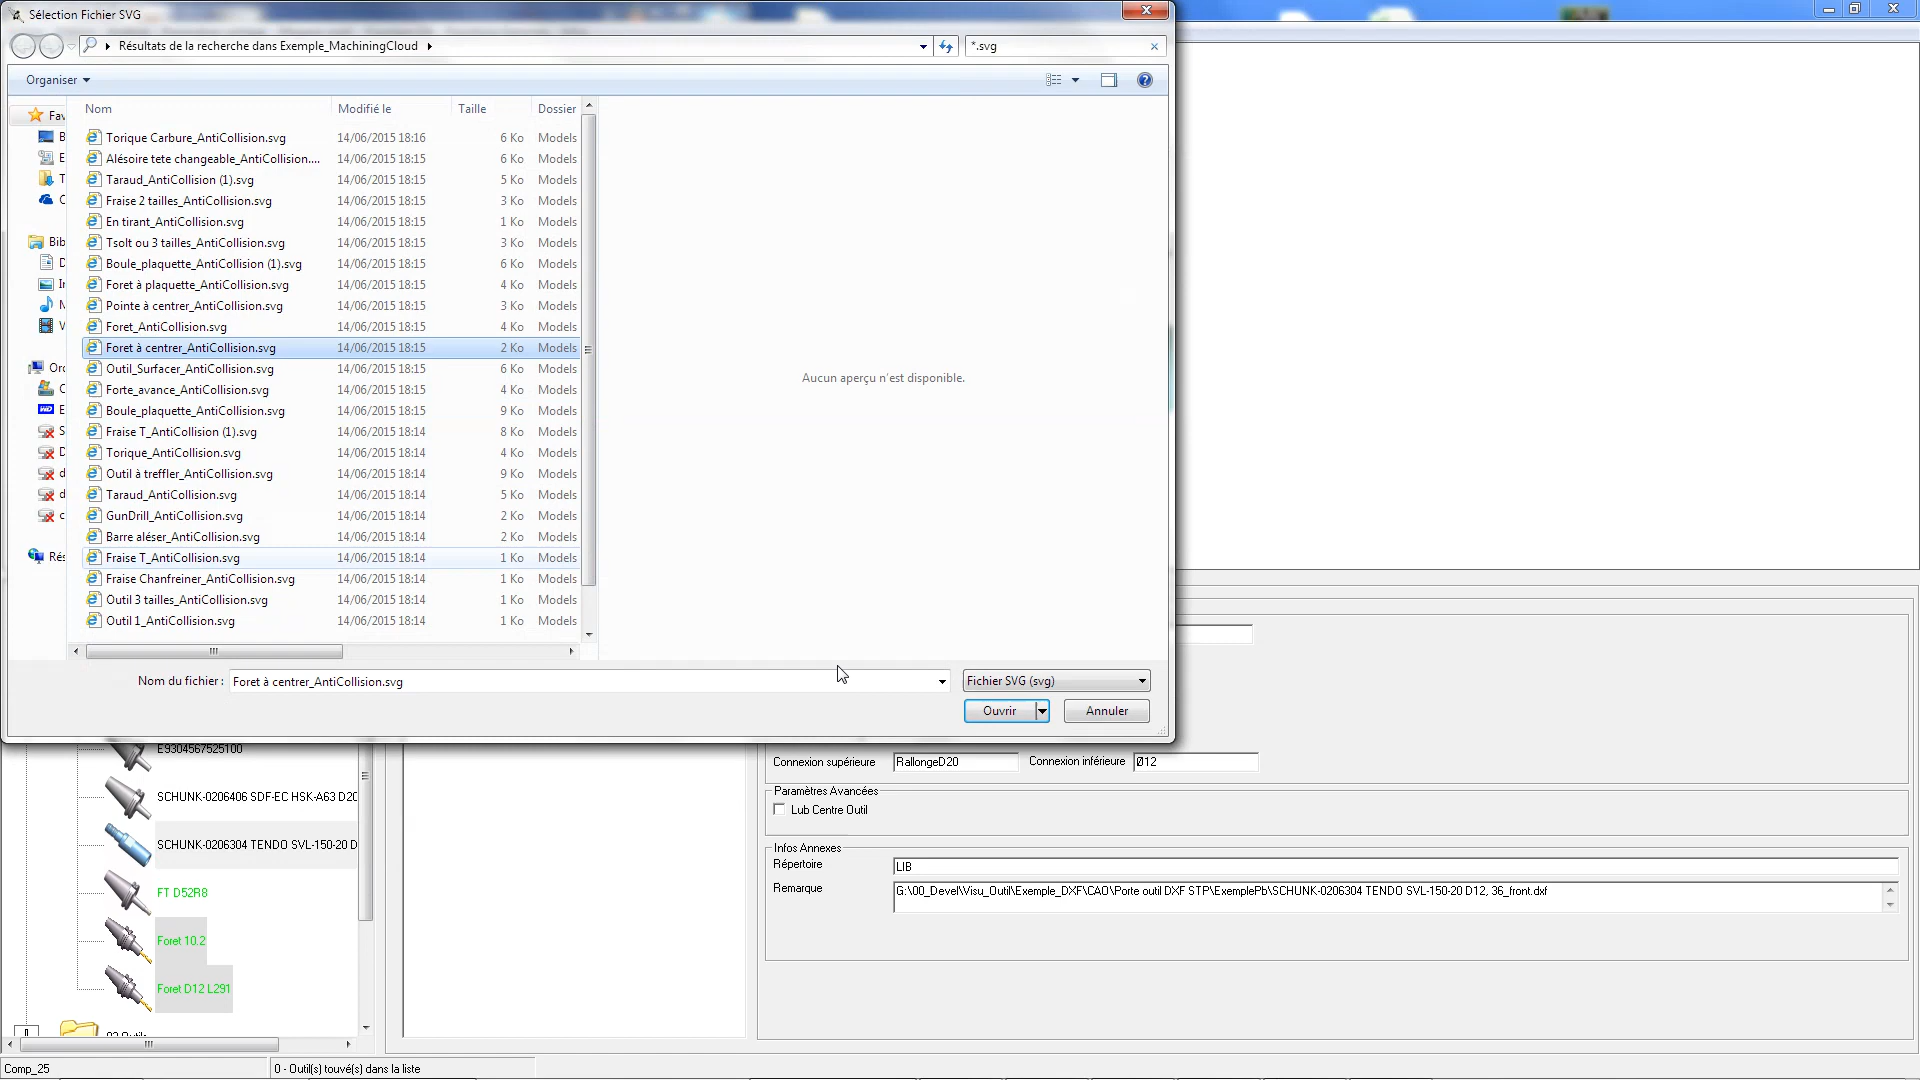 Sélection Fichier SVG
Résultats de la recherche dans Exemple_MachiningCloud
*.svg
Organiser
Nom Modifié le Taille Dossier
Torique Carbure_AntiCollision.svg 14/06/2015 18:16 6 Ko Models
Alésoire tete changeable_AntiCollision.... 14/06/2015 18:15 6 Ko Models
Taraud_AntiCollision (1).svg 14/06/2015 18:15 5 Ko Models
Fraise 2 tailles_AntiCollision.svg 14/06/2015 18:15 3 Ko Models
En tirant_AntiCollision.svg 14/06/2015 18:15 1 Ko Models
Tsolt ou 3 tailles_AntiCollision.svg 14/06/2015 18:15 3 Ko Models
Boule_plaquette_AntiCollision (1).svg 14/06/2015 18:15 6 Ko Models
Foret à plaquette_AntiCollision.svg 14/06/2015 18:15 4 Ko Models
Pointe à centrer_AntiCollision.svg 14/06/2015 18:15 3 Ko Models
Foret_AntiCollision.svg 14/06/2015 18:15 4 Ko Models
Foret à centrer_AntiCollision.svg 14/06/2015 18:15 2 Ko Models
Outil_Surfacer_AntiCollision.svg 14/06/2015 18:15 6 Ko Models
Forte_avance_AntiCollision.svg 14/06/2015 18:15 4 Ko Models
Boule_plaquette_AntiCollision.svg 14/06/2015 18:15 9 Ko Models
Fraise T_AntiCollision (1).svg 14/06/2015 18:14 8 Ko Models
Torique_AntiCollision.svg 14/06/2015 18:14 4 Ko Models
Outil à treffler_AntiCollision.svg 14/06/2015 18:14 9 Ko Models
Taraud_AntiCollision.svg 14/06/2015 18:14 5 Ko Models
GunDrill_AntiCollision.svg 14/06/2015 18:14 2 Ko Models
Barre aléser_AntiCollision.svg 14/06/2015 18:14 2 Ko Models
Fraise T_AntiCollision.svg 14/06/2015 18:14 1 Ko Models
Fraise Chanfreiner_AntiCollision.svg 14/06/2015 18:14 1 Ko Models
Outil 3 tailles_AntiCollision.svg 14/06/2015 18:14 1 Ko Models
Outil 1_AntiCollision.svg 14/06/2015 18:14 1 Ko Models
Fav
Bib
Orc
Rés
Aucun aperçu n'est disponible.
Nom du fichier : Foret à centrer_AntiCollision.svg
Fichier SVG (svg)
Ouvrir Annuler
E9304567525100
SCHUNK-0206406 SDF-EC HSK-A63 D20
SCHUNK-0206304 TENDO SVL-150-20 D
FT D52R8
Foret 10.2
Foret D12 L291
Connexion supérieure RallongeD20 Connexion inférieure Ø12
Paramètres Avancées
Lub Centre Outil
Infos Annexes
Répertoire LIB
Remarque G:\00_Devel\Visu_Outil\Exemple_DXF\CAO\Porte outil DXF STP\ExemplePb\SCHUNK-0206304 TENDO SVL-150-20 D12, 36_front.dxf
Comp_25 0 - Outil(s) touvé(s) dans la liste